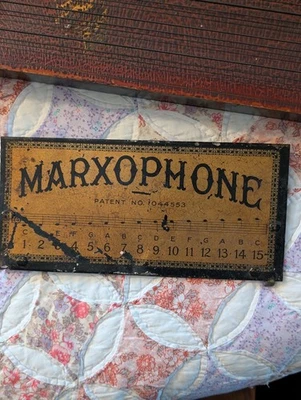 MARXOPHONE
PATENT NO. 1044553
C D E F G A B C D E F G A B C
1 2 3 4 5 6 7 8 9 10 11 12 13 14 15